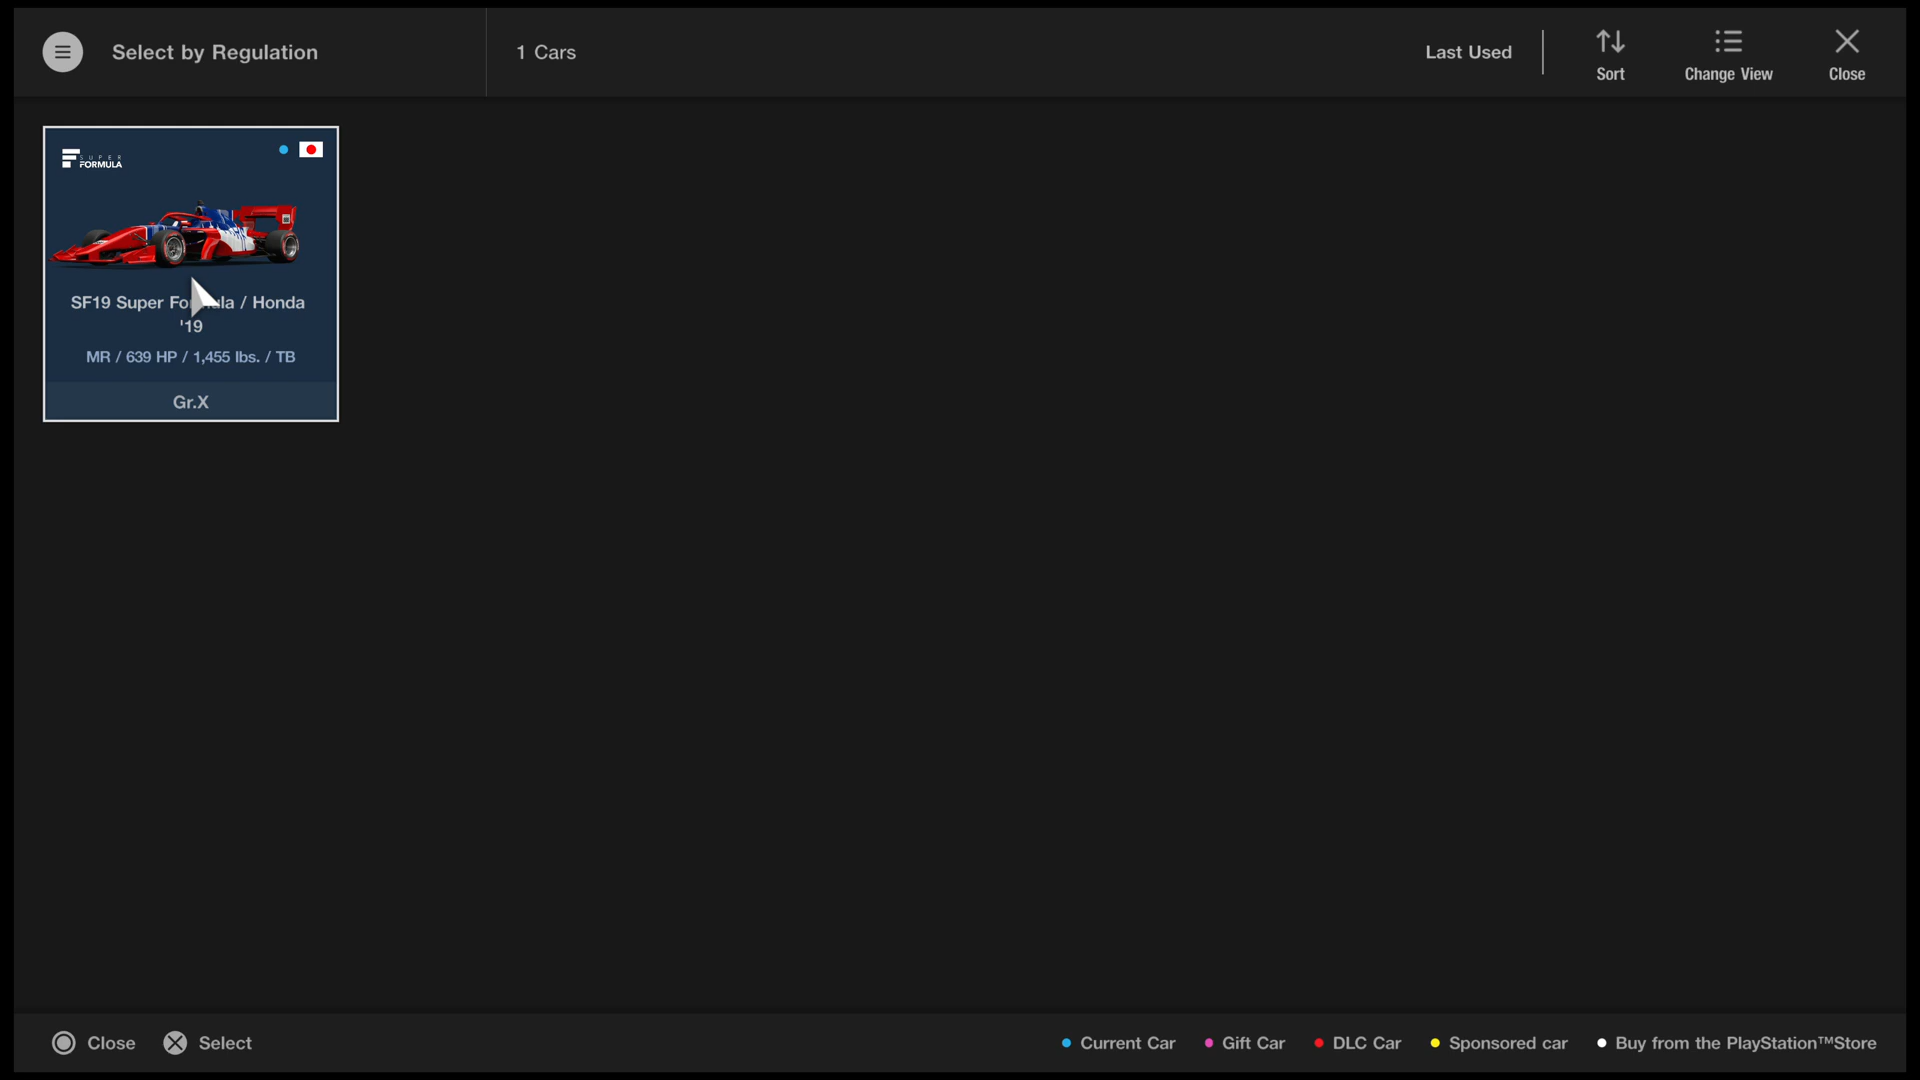 Select by Regulation
1 Cars
Last Used
Sort
Change View
Close
SUPER
FORMULA
SF19 Super Fo la / Honda
'19
MR / 639 HP / 1,455 lbs. / TB
Gr.X
Close
Select
Current Car
Gift Car
DLC Car
Sponsored car
Buy from the PlayStation™Store